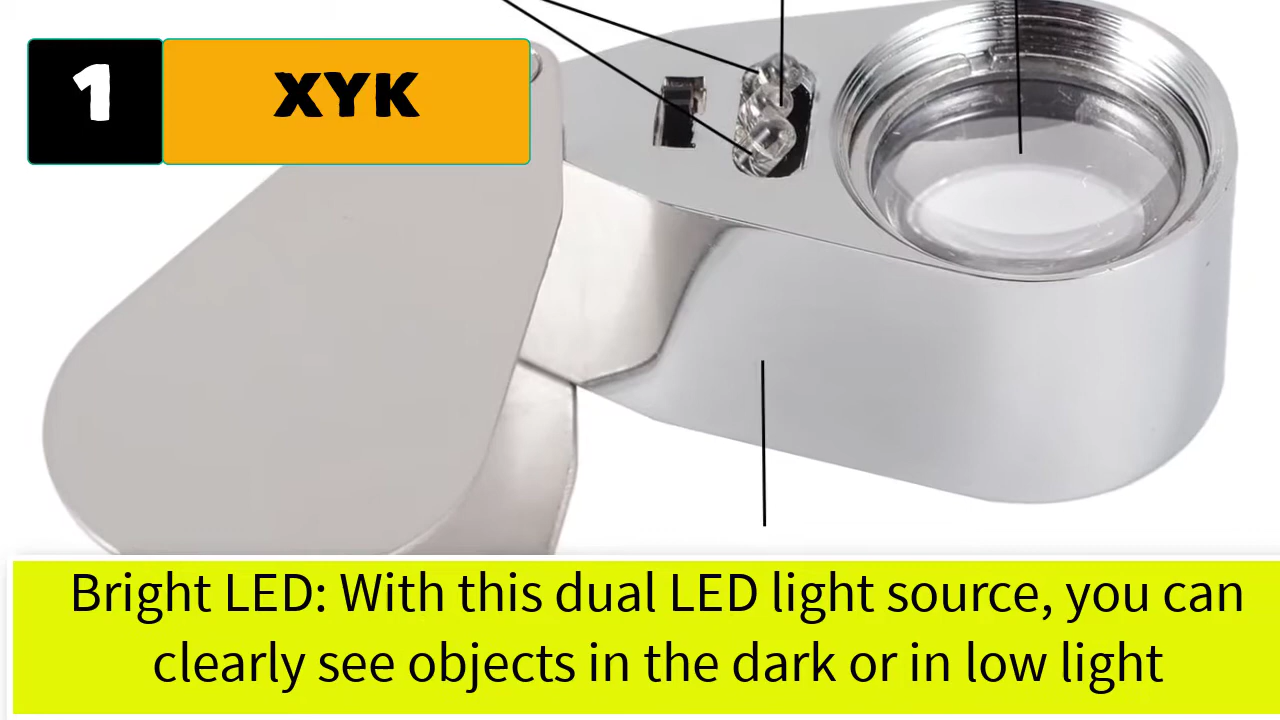 1 XYK
Bright LED: With this dual LED light source, you can
clearly see objects in the dark or in low light